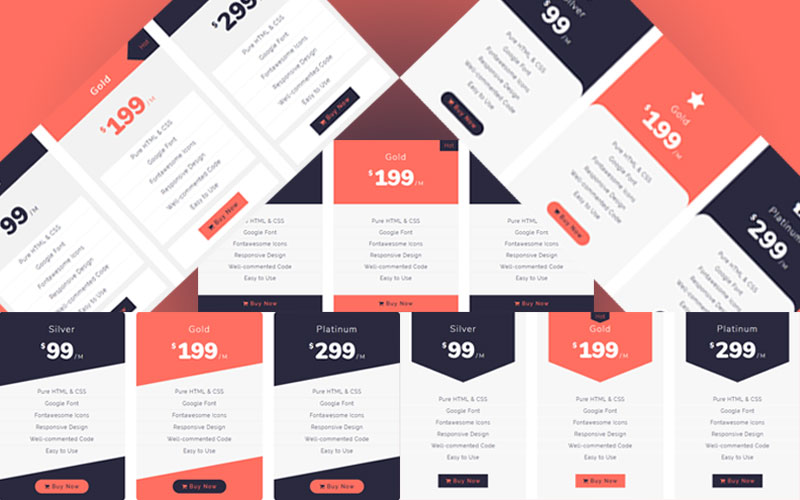 $299
Pure HTML & CSS
Google Font
Fontawesome Icons
Responsive Design
Well-commented Code
Easy to Use
Buy Now
Hot
Gold
$199 /M
Pure HTML & CSS
Google Font
Fontawesome Icons
Responsive Design
Well-commented Code
Easy to Use
Buy Now
99 /M
Pure HTML & CSS
Google Font
Fontawesome Icons
Responsive Design
Well-commented Code
Easy to Use
Silver
$99 /M
Pure HTML & CSS
Google Font
Fontawesome Icons
Responsive Design
Well-commented Code
Easy to Use
Buy Now
Gold
$199 /M
Pure HTML & CSS
Google Font
Fontawesome Icons
Responsive Design
Well-commented Code
Easy to Use
Buy Now
Platinum
$299 /M
Pure HTML & CSS
Google Font
Fontawesome Icons
Responsive Design
Well-commented Code
Easy to Use
HTML & CSS
Google Font
Fontawesome Icons
Responsive Design
Well-commented Code
Easy to Use
Buy Now
Hot
Gold
$199 /M
Pure HTML & CSS
Google Font
Fontawesome Icons
Responsive Design
Well-commented Code
Easy to Use
Buy Now
Pure HTML & CSS
Google Font
Fontawesome Icons
Responsive Design
Well-commented Code
Easy to Use
Buy Now
Silver
$99 /M
Pure HTML & CSS
Google Font
Fontawesome Icons
Responsive Design
Well-commented Code
Easy to Use
Buy Now
Gold
$199 /M
Pure HTML & CSS
Google Font
Fontawesome Icons
Responsive Design
Well-commented Code
Easy to Use
Buy Now
Platinum
$299 /M
Pure HTML & CSS
Google Font
Fontawesome Icons
Responsive Design
Well-commented Code
Easy to Use
Buy Now
Silver
$99 /M
Pure HTML & CSS
Google Font
Fontawesome Icons
Responsive Design
Well-commented Code
Easy to Use
Buy Now
Hot
Gold
$199 /M
Pure HTML & CSS
Google Font
Fontawesome Icons
Responsive Design
Well-commented Code
Easy to Use
Buy Now
Platinum
$299 /M
Pure HTML & CSS
Google Font
Fontawesome Icons
Responsive Design
Well-commented Code
Easy to Use
Buy Now